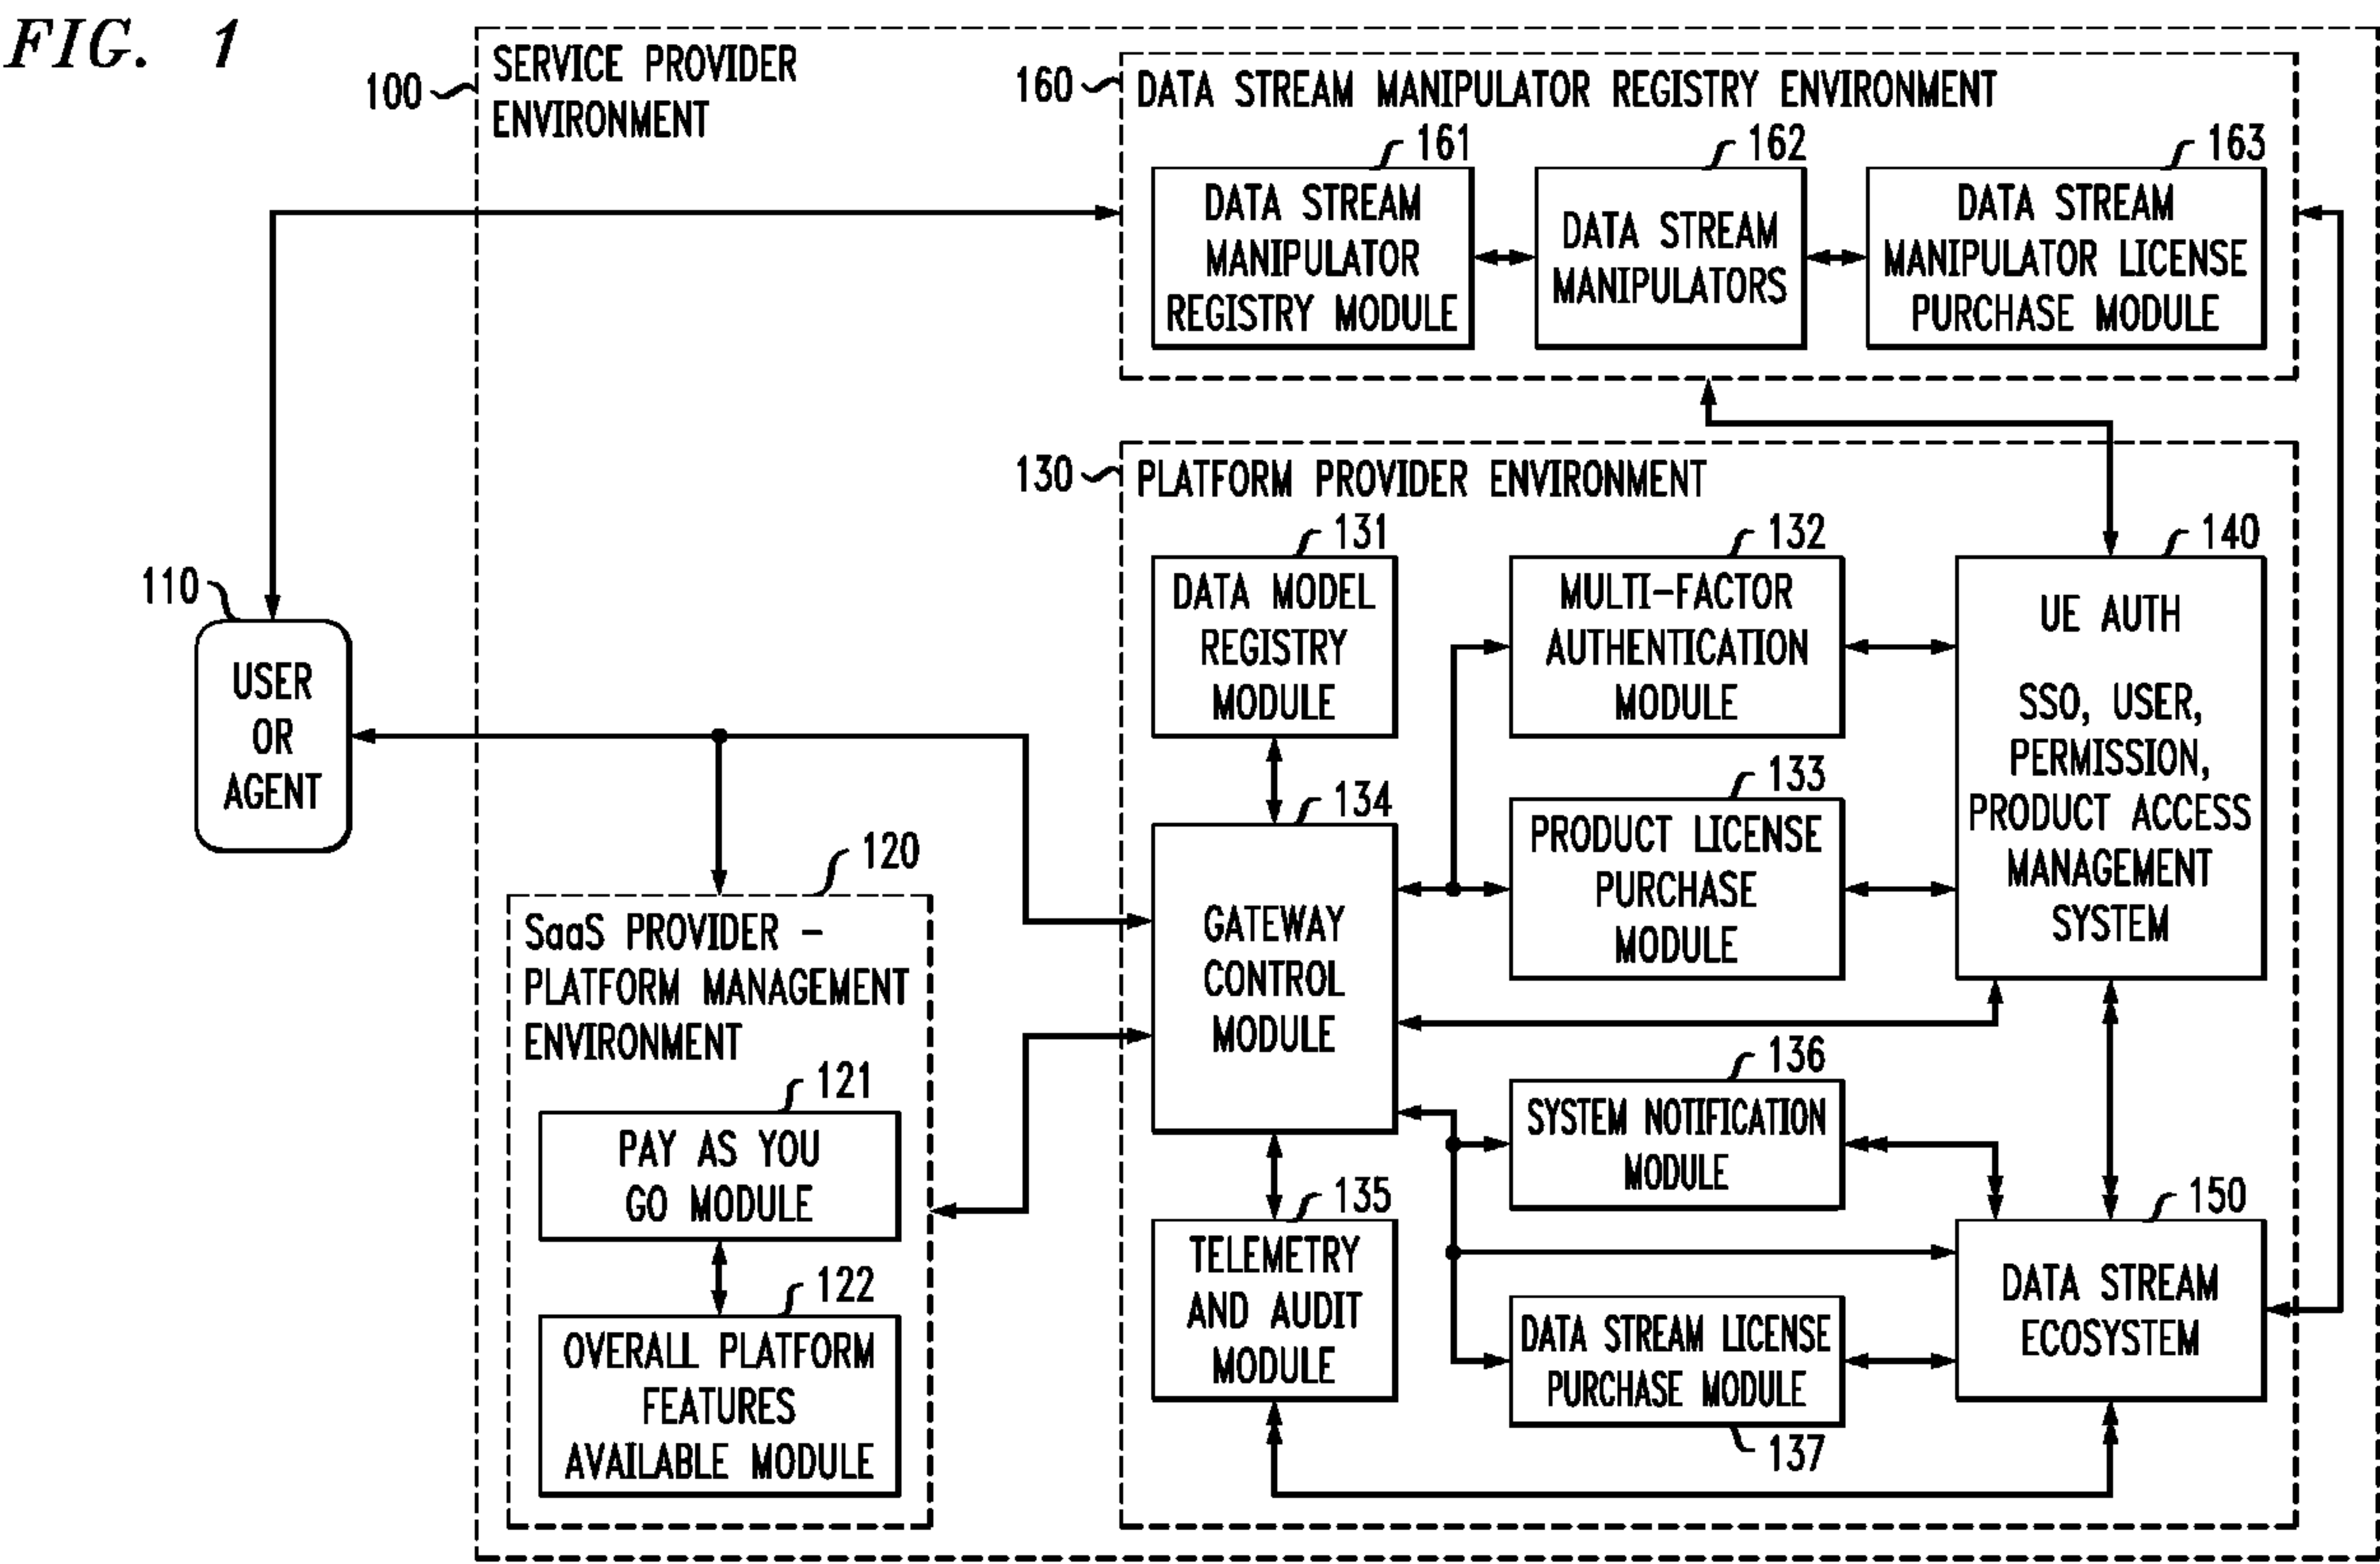 FIG. 1
100
SERVICE PROVIDER
ENVIRONMENT
160
DATA STREAM MANIPULATOR REGISTRY ENVIRONMENT
161
DATA STREAM
MANIPULATOR
REGISTRY MODULE
162
DATA STREAM
MANIPULATORS
163
DATA STREAM
MANIPULATOR LICENSE
PURCHASE MODULE
110
USER
OR
AGENT
120
SaaS PROVIDER -
PLATFORM MANAGEMENT
ENVIRONMENT
121
PAY AS YOU
GO MODULE
122
OVERALL PLATFORM
FEATURES
AVAILABLE MODULE
130
PLATFORM PROVIDER ENVIRONMENT
131
DATA MODEL
REGISTRY
MODULE
132
MULTI-FACTOR
AUTHENTICATION
MODULE
140
UE AUTH
SSO, USER,
PERMISSION,
PRODUCT ACCESS
MANAGEMENT
SYSTEM
133
PRODUCT LICENSE
PURCHASE
MODULE
134
GATEWAY
CONTROL
MODULE
136
SYSTEM NOTIFICATION
MODULE
135
TELEMETRY
AND AUDIT
MODULE
150
DATA STREAM
ECOSYSTEM
DATA STREAM LICENSE
PURCHASE MODULE
137